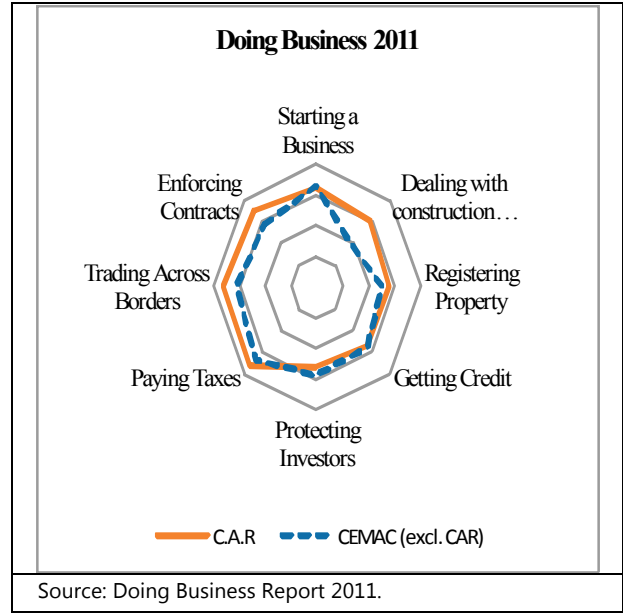 Doing Business 2011
Starting a
Business
Dealing with
construction…
Registering
Property
Getting Credit
Protecting
Investors
Paying Taxes
Trading Across
Borders
Enforcing
Contracts
C.A.R
CEMAC (excl. CAR)
Source: Doing Business Report 2011.